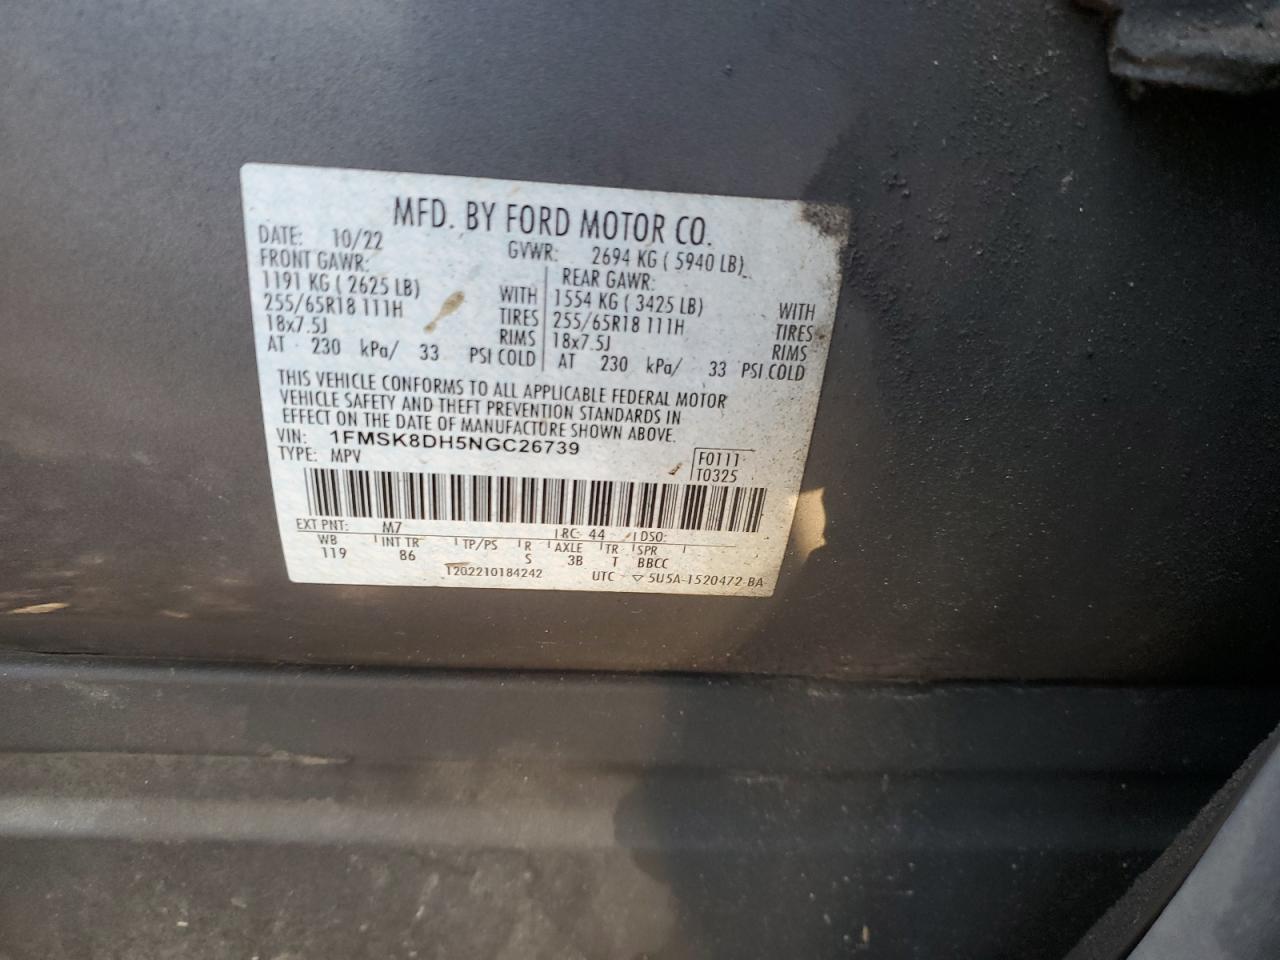 MFD. BY FORD MOTOR CO.
DATE: 10/22 GVWR: 2694 KG ( 5940 LB)
FRONT GAWR: REAR GAWR:
1191 KG ( 2625 LB) WITH 1554 KG ( 3425 LB) WITH
255/65R18 111H TIRES 255/65R18 111H TIRES
18x7.5J RIMS 18x7.5J RIMS
AT 230 kPa/ 33 PSI COLD AT 230 kPa/ 33 PSI COLD
THIS VEHICLE CONFORMS TO ALL APPLICABLE FEDERAL MOTOR
VEHICLE SAFETY AND THEFT PREVENTION STANDARDS IN
EFFECT ON THE DATE OF MANUFACTURE SHOWN ABOVE.
VIN: 1FMSK8DH5NGC26739
TYPE: MPV F0111
T0325
EXT PNT: M7 RC: 44 DSO:
WB INT TR TP/PS R AXLE TR SPR
119 86 S 3B T BBCC
1202210184242 UTC ▽ 5U5A-1520472-BA